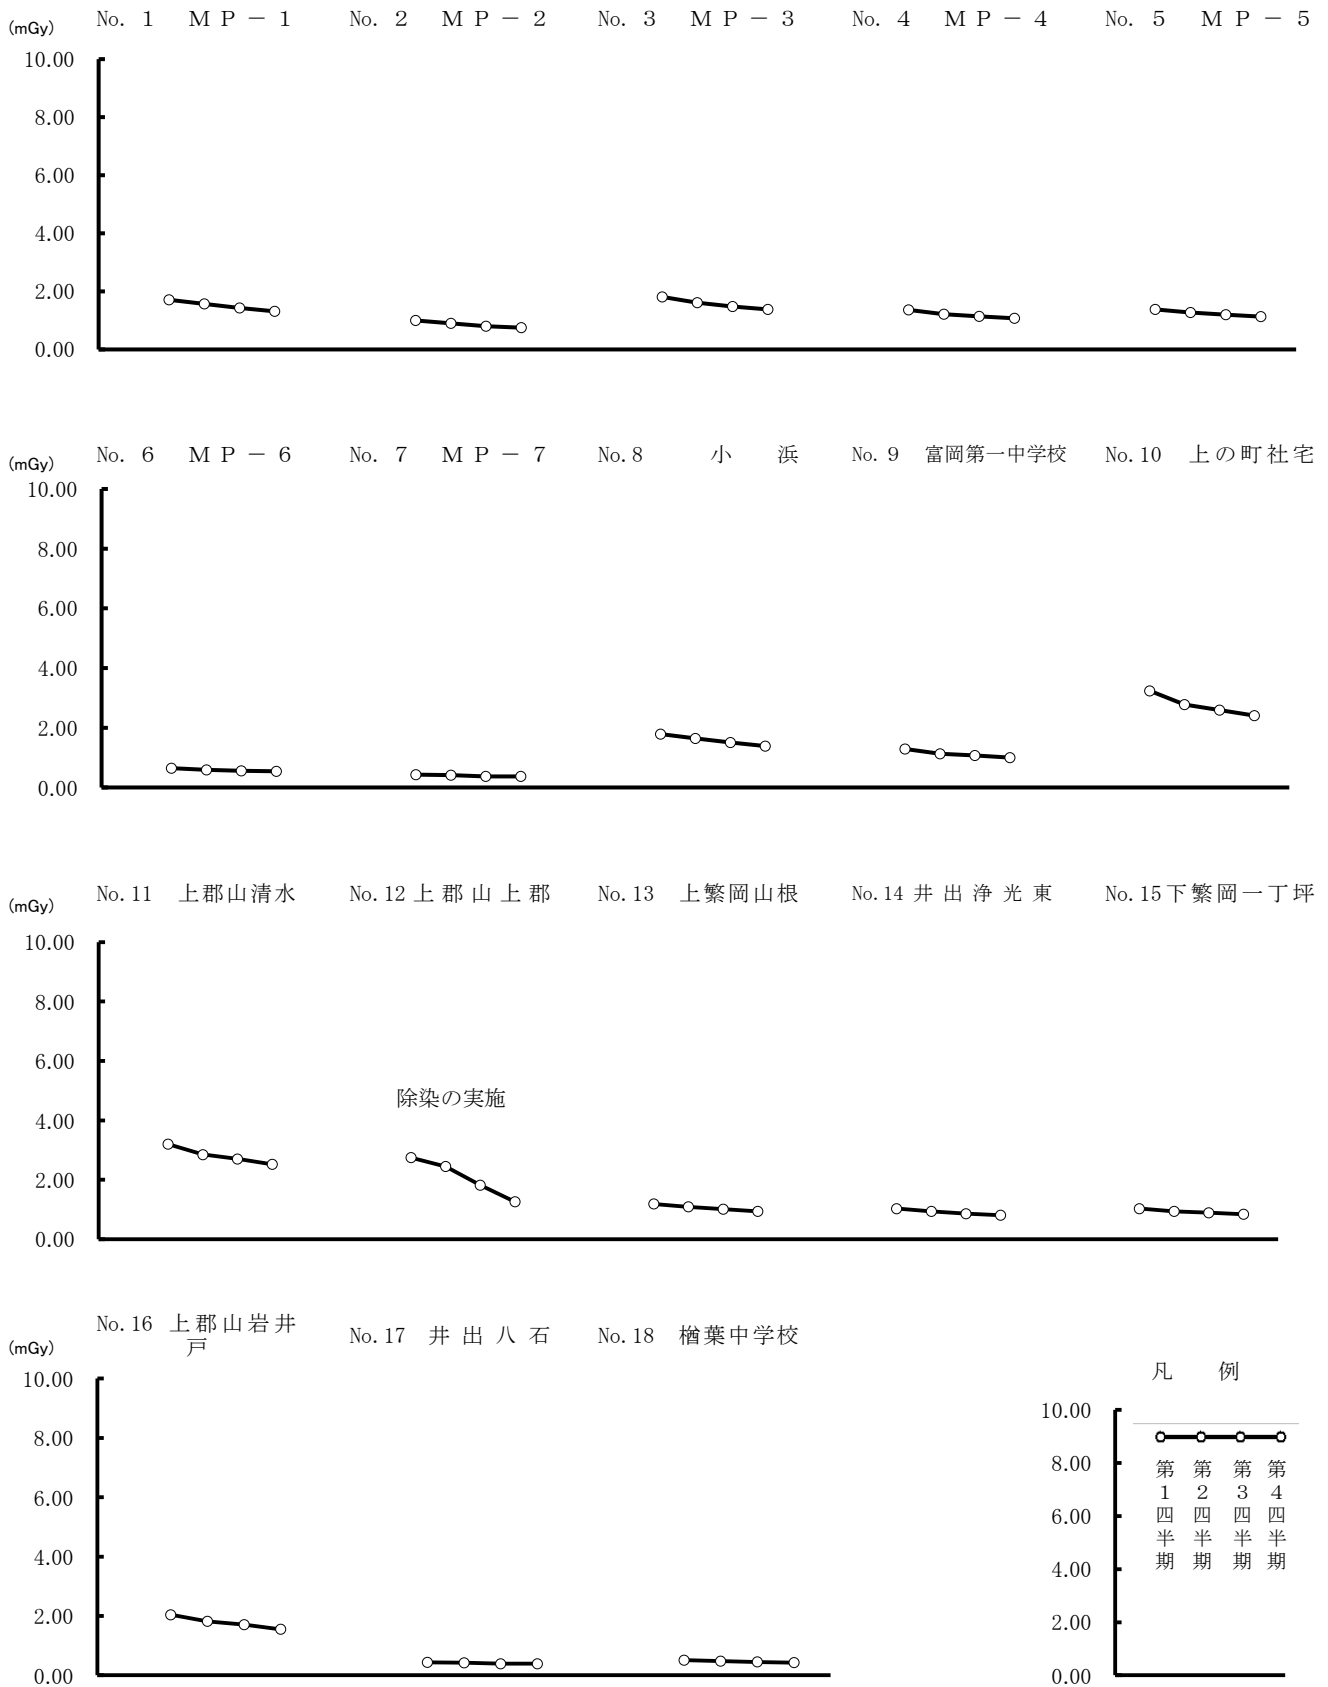 (mGy)
No. 1 MP－1
No. 2 MP－2
No. 3 MP－3
No. 4 MP－4
No. 5 MP－5
10.00
8.00
6.00
4.00
2.00
0.00
(mGy)
No. 6 MP－6
No. 7 MP－7
No.8 小浜
No. 9 富岡第一中学校
No.10 上の町社宅
10.00
8.00
6.00
4.00
2.00
0.00
(mGy)
No.11 上郡山清水
No.12 上郡山上郡
No.13 上繁岡山根
No.14 井出浄光東
No.15 下繁岡一丁坪
10.00
8.00
6.00
除染の実施
4.00
2.00
0.00
(mGy)
No.16 上郡山岩井
戸
No.17 井出八石
No.18 楢葉中学校
10.00
8.00
6.00
4.00
2.00
0.00
凡例
10.00
8.00
6.00
4.00
2.00
0.00
第1四半期
第2四半期
第3四半期
第4四半期